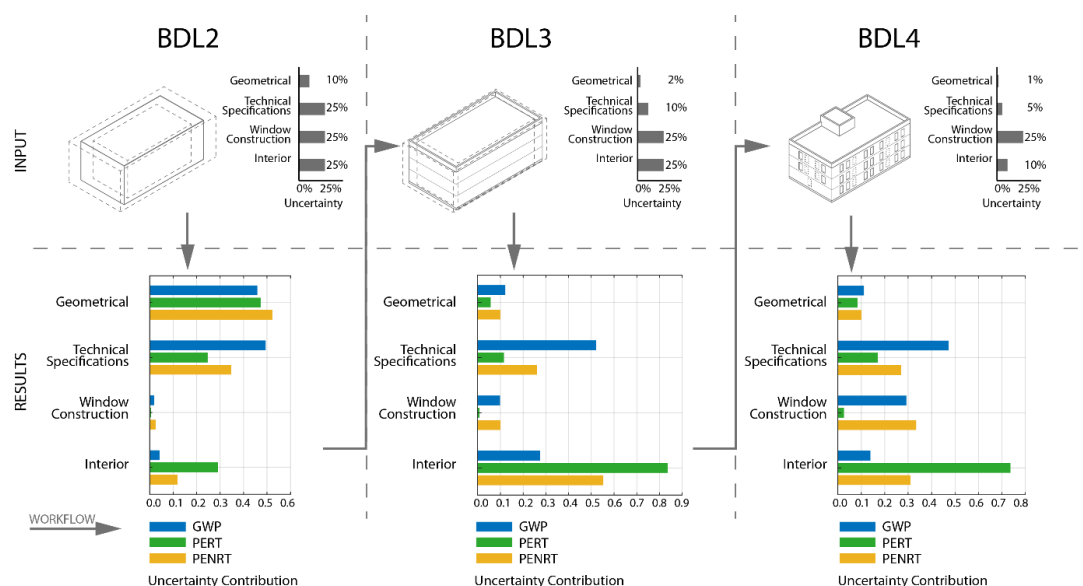 BDL2
BDL3
BDL4
INPUT
Geometrical 10%
Technical
Specifications 25%
Window
Construction 25%
Interior 25%
0% 25%
Uncertainty
Geometrical 2%
Technical
Specifications 10%
Window
Construction 25%
Interior 25%
0% 25%
Uncertainty
Geometrical 1%
Technical
Specifications 5%
Window
Construction 25%
Interior 10%
0% 25%
Uncertainty
RESULTS
Geometrical
Technical
Specifications
Window
Construction
Interior
0.1 0.1 0.2 0.3 0.4 0.5 0.6
Geometrical
Technical
Specifications
Window
Construction
Interior
0.0 0.1 0.2 0.3 0.4 0.5 0.6 0.7 0.8 0.9
Geometrical
Technical
Specifications
Window
Construction
Interior
0.0 0.1 0.2 0.3 0.4 0.5 0.6 0.7 0.8
WORKFLOW
GWP
PERT
PENRT
Uncertainty Contribution
GWP
PERT
PENRT
Uncertainty Contribution
GWP
PERT
PENRT
Uncertainty Contribution